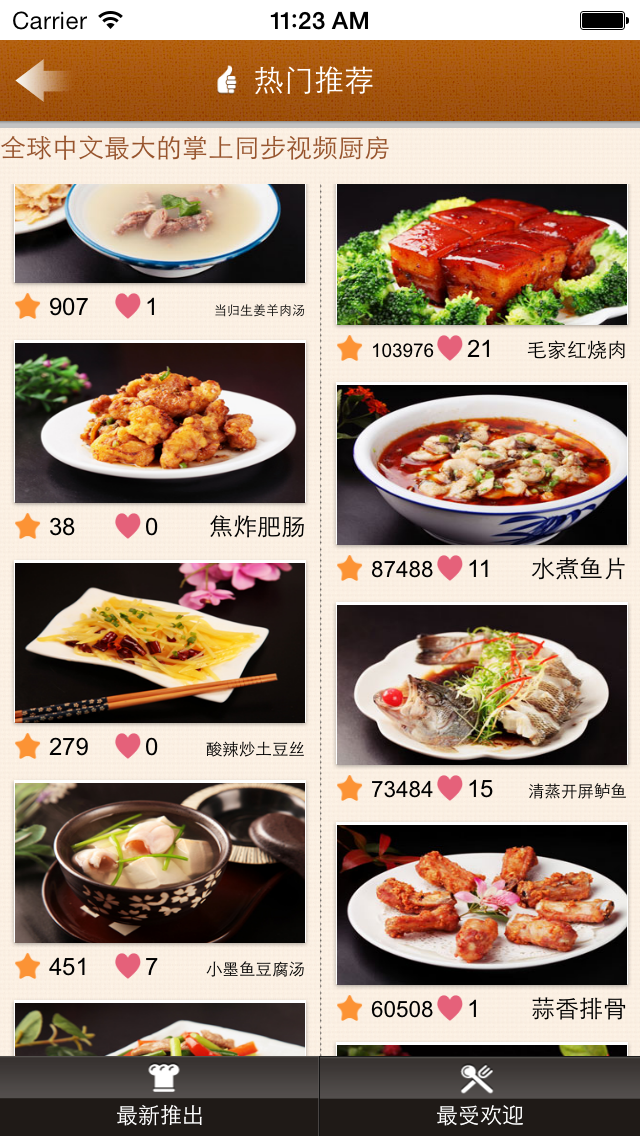 Carrier 11:23 AM
热门推荐
全球中文最大的掌上同步视频厨房
907 1 当归生姜羊肉汤
103976 21 毛家红烧肉
38 0 焦炸肥肠
87488 11 水煮鱼片
279 0 酸辣炒土豆丝
73484 15 清蒸开屏鲈鱼
451 7 小墨鱼豆腐汤
60508 1 蒜香排骨
最新推出 最受欢迎